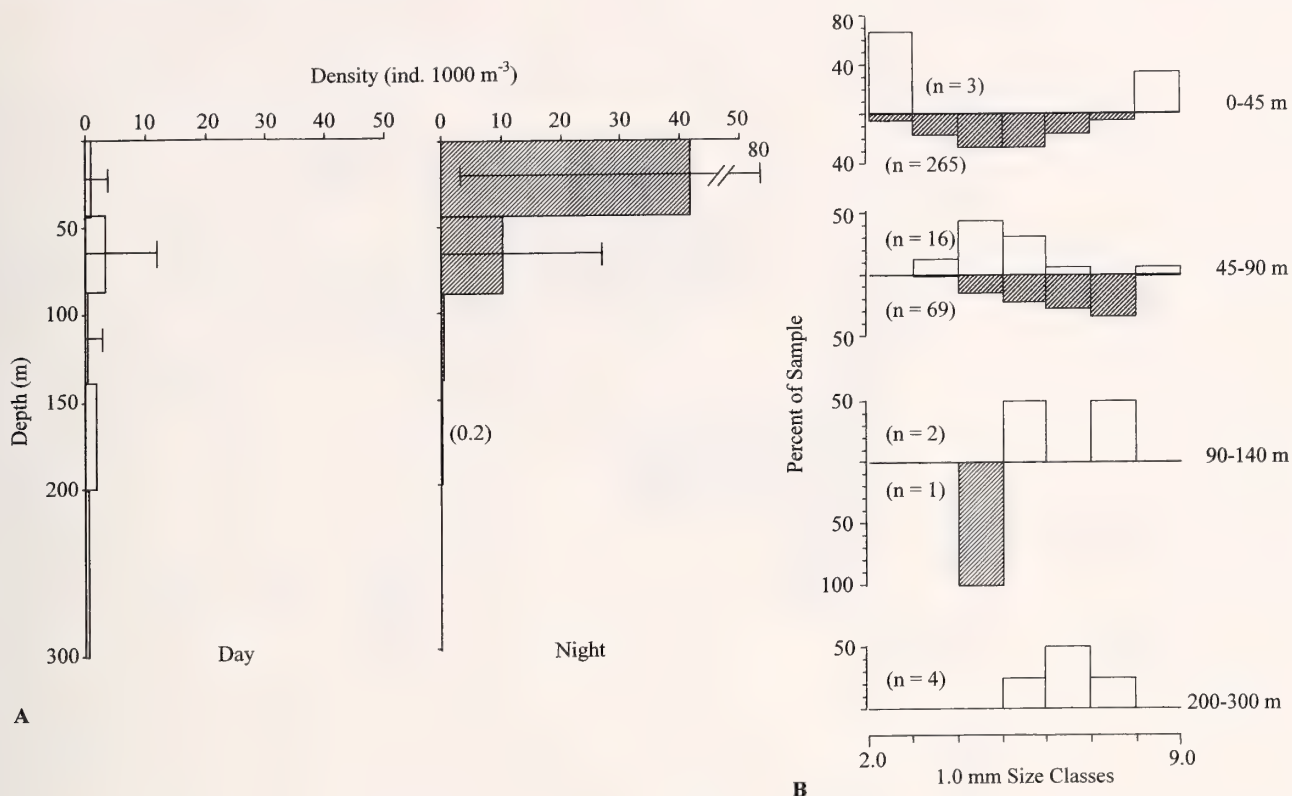 Density (ind. 1000 m-3)
0 10 20 30 40 50
0 10 20 30 40 50
80
50
100
150
200
300
Depth (m)
(0.2)
Day
Night
A
80
40
40
(n = 3)
(n = 265)
0-45 m
50
50
(n = 16)
(n = 69)
45-90 m
Percent of Sample
50
50
100
(n = 2)
(n = 1)
90-140 m
50
(n = 4)
200-300 m
2.0
9.0
1.0 mm Size Classes
B